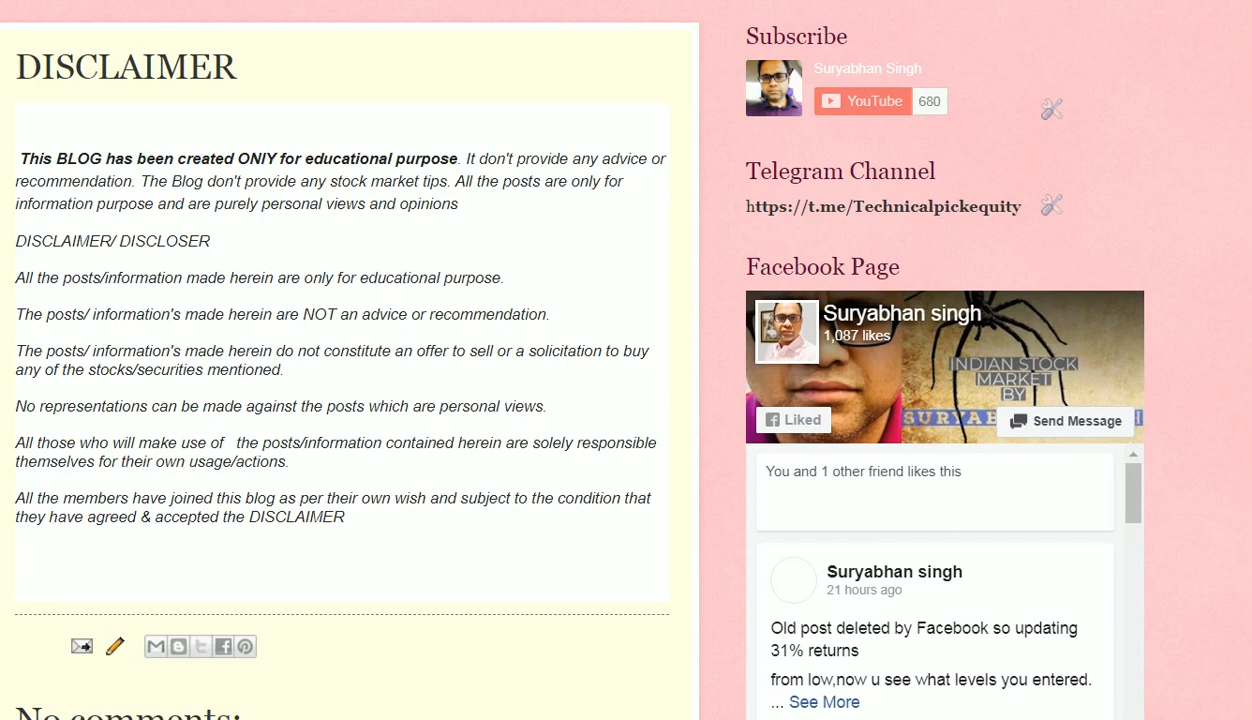 DISCLAIMER
This BLOG has been created ONlY for educational purpose. It don't provide any advice or
recommendation. The Blog don't provide any stock market tips. All the posts are only for
information purpose and are purely personal views and opinions
DISCLAIMER/ DISCLOSER
All the posts/information made herein are only for educational purpose.
The posts/ information's made herein are NOT an advice or recommendation.
The posts/ information's made herein do not constitute an offer to sell or a solicitation to buy
any of the stocks/securities mentioned.
No representations can be made against the posts which are personal views.
All those who will make use of   the posts/information contained herein are solely responsible
themselves for their own usage/actions.
All the members have joined this blog as per their own wish and subject to the condition that
they have agreed & accepted the DISCLAIMER
No comments:
Subscribe
Suryabhan Singh
YouTube 680
Telegram Channel
https://t.me/Technicalpickequity
Facebook Page
Suryabhan singh
1,087 likes
INDIAN STOCK
MARKET
BY
Liked
Send Message
You and 1 other friend likes this
Suryabhan singh
21 hours ago
Old post deleted by Facebook so updating
31% returns
from low,now u see what levels you entered.
... See More